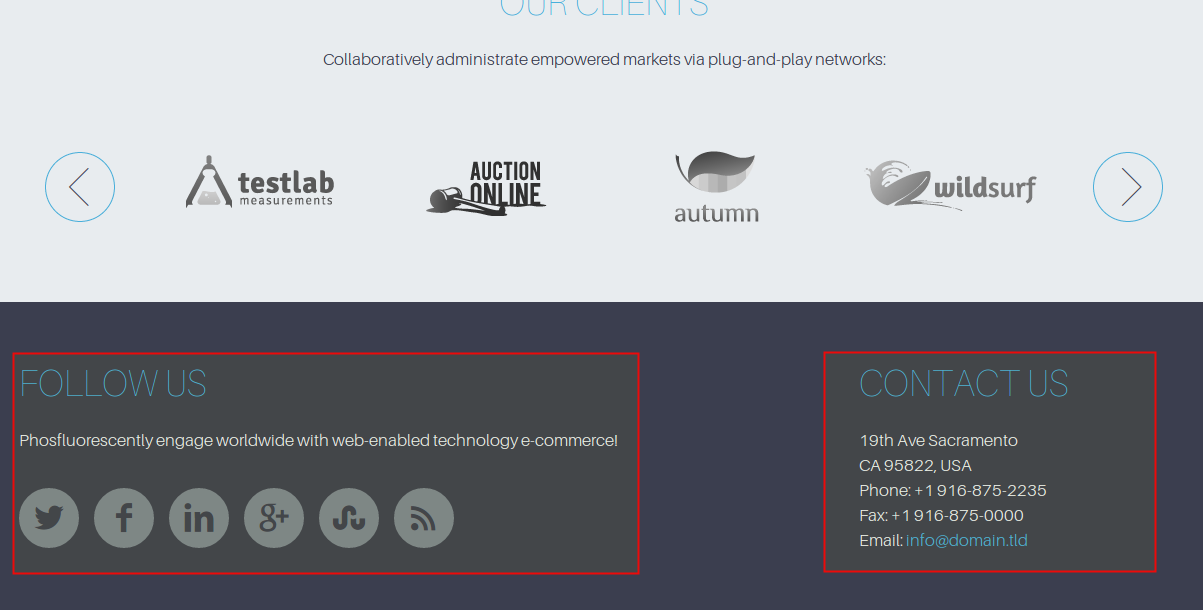 OUR CLIENTS
Collaboratively administrate empowered markets via plug-and-play networks:
testlab
measurements
AUCTION
ONLINE
autumn
wildsurf
FOLLOW US
Phosfluorescently engage worldwide with web-enabled technology e-commerce!
in
g+
CONTACT US
19th Ave Sacramento
CA 95822, USA
Phone: +1 916-875-2235
Fax: +1 916-875-0000
Email: info@domain.tld